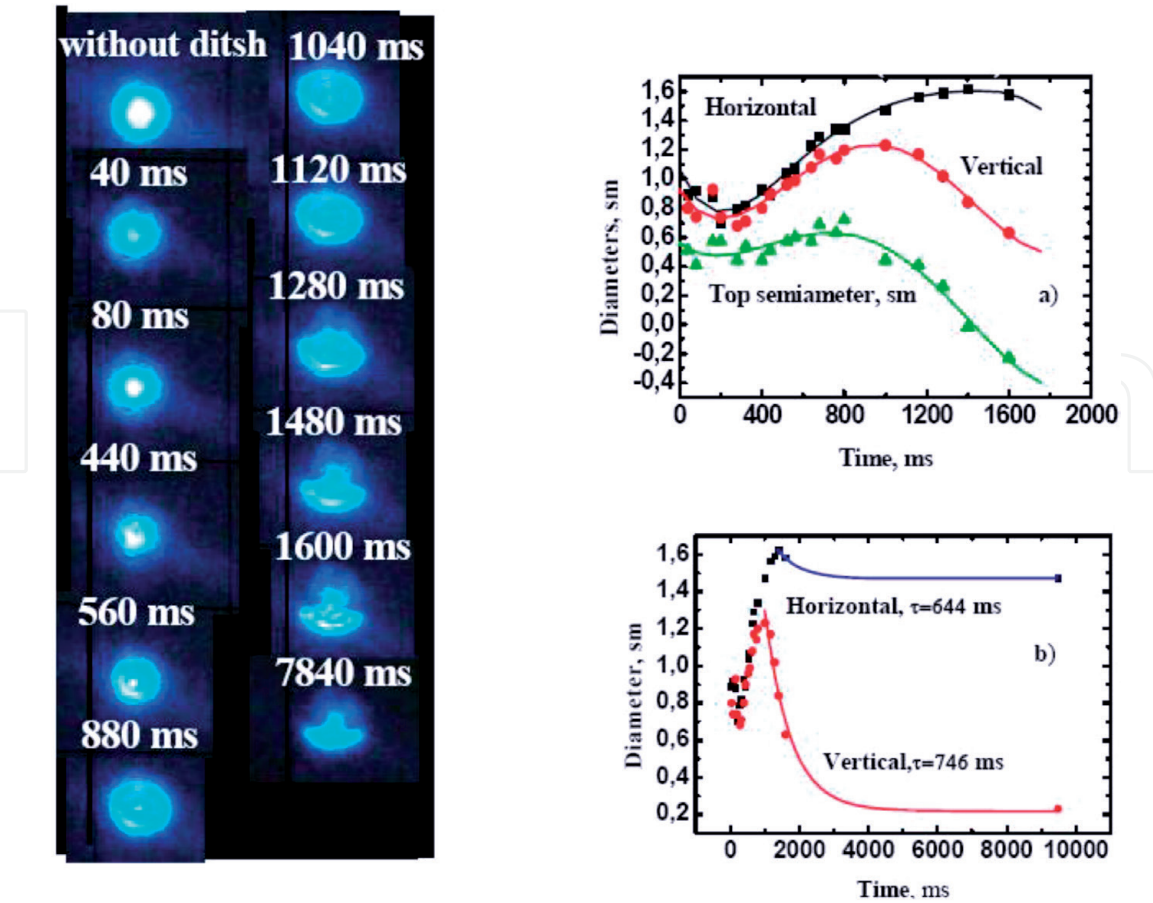 without ditsh
40 ms
80 ms
440 ms
560 ms
880 ms
1040 ms
1120 ms
1280 ms
1480 ms
1600 ms
7840 ms
1,6
1,4
1,2
1,0
0,8
0,6
0,4
0,2
0,0
-0,2
-0,4
Diameters, sm
Horizontal
Vertical
Top semiameter, sm
a)
0 400 800 1200 1600 2000
Time, ms
1,6
1,4
1,2
1,0
0,8
0,6
0,4
0,2
Diameter, sm
Horizontal, τ=644 ms
b)
Vertical,τ=746 ms
0 2000 4000 6000 8000 10000
Time, ms